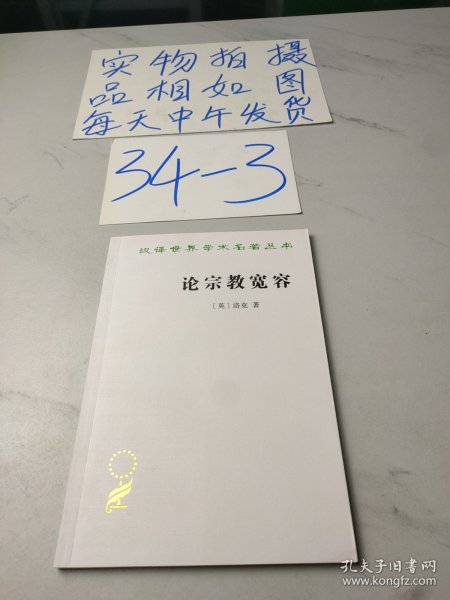 实物拍摄
品相如图
每天中午发货
34-3
汉译世界学术名著丛书
论宗教宽容
〔英〕洛克 著
孔夫子旧书网
www.kongfz.com